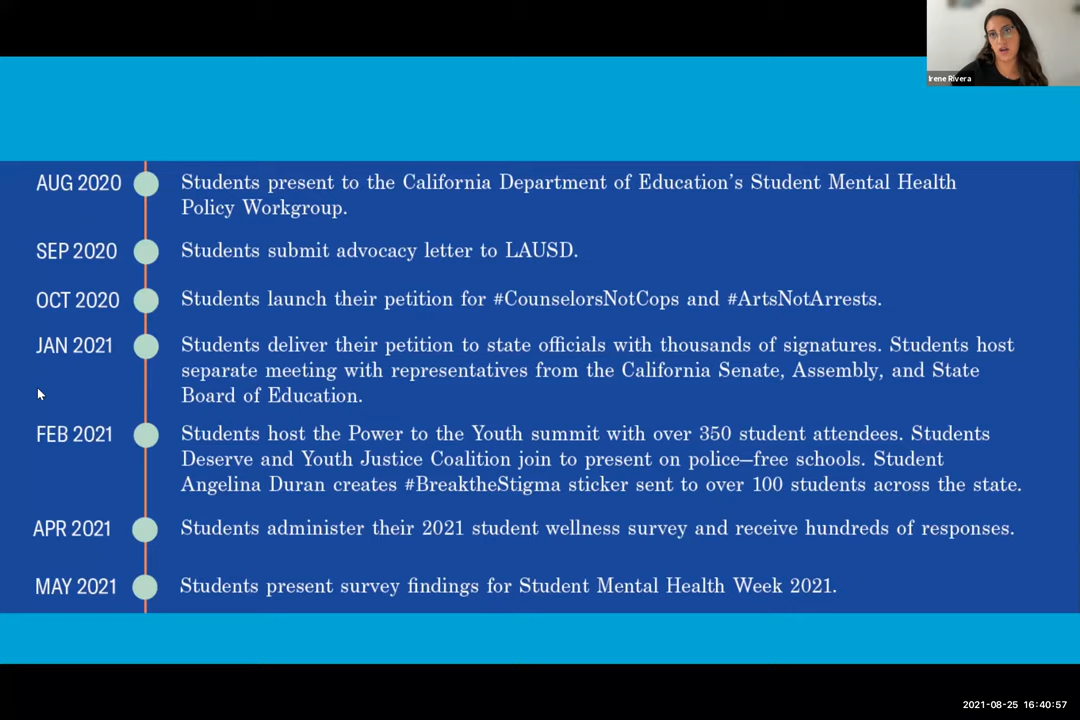 Irene Rivera
AUG 2020
Students present to the California Department of Education's Student Mental Health
Policy Workgroup.
SEP 2020
Students submit advocacy letter to LAUSD.
OCT 2020
Students launch their petition for #CounselorsNotCops and #ArtsNotArrests.
JAN 2021
Students deliver their petition to state officials with thousands of signatures. Students host
separate meeting with representatives from the California Senate, Assembly, and State
Board of Education.
FEB 2021
Students host the Power to the Youth summit with over 350 student attendees. Students
Deserve and Youth Justice Coalition join to present on police–free schools. Student
Angelina Duran creates #BreaktheStigma sticker sent to over 100 students across the state.
APR 2021
Students administer their 2021 student wellness survey and receive hundreds of responses.
MAY 2021
Students present survey findings for Student Mental Health Week 2021.
2021-08-25 16:40:57